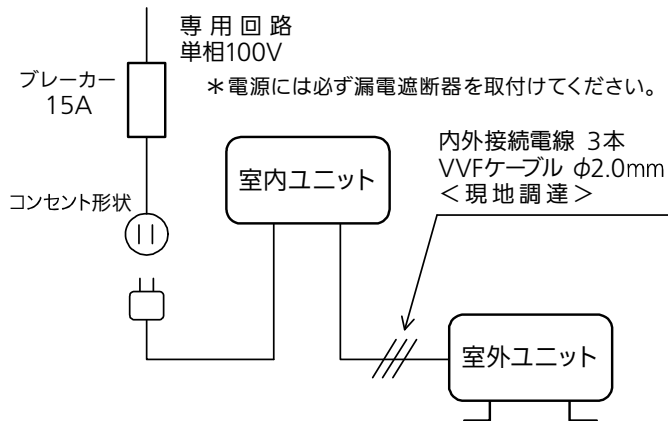 専用回路
単相100V
ブレーカー
15A
＊電源には必ず漏電遮断器を取付けてください。
内外接続電線 3本
VVFケーブル φ2.0mm
＜現地調達＞
室内ユニット
コンセント形状
室外ユニット